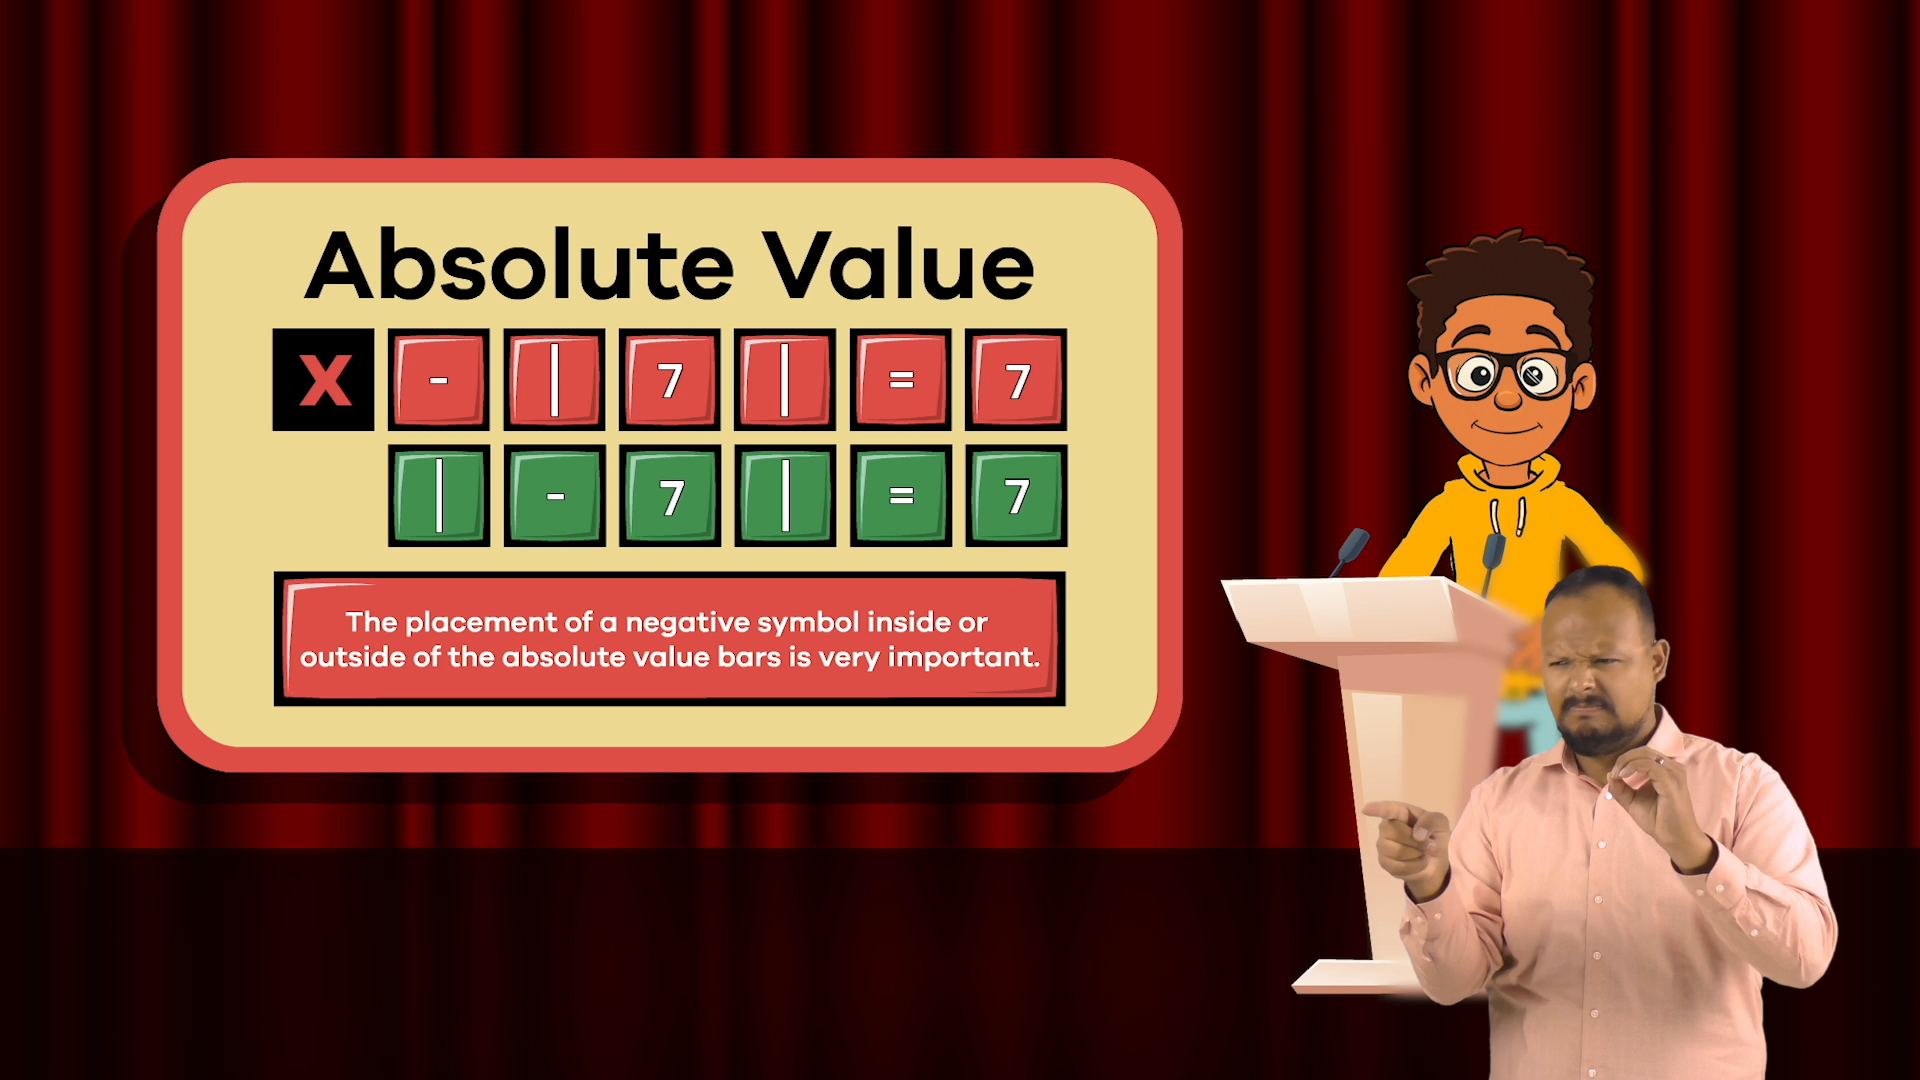 Absolute Value
X - | 7 | = 7
| - 7 | = 7
The placement of a negative symbol inside or
outside of the absolute value bars is very important.